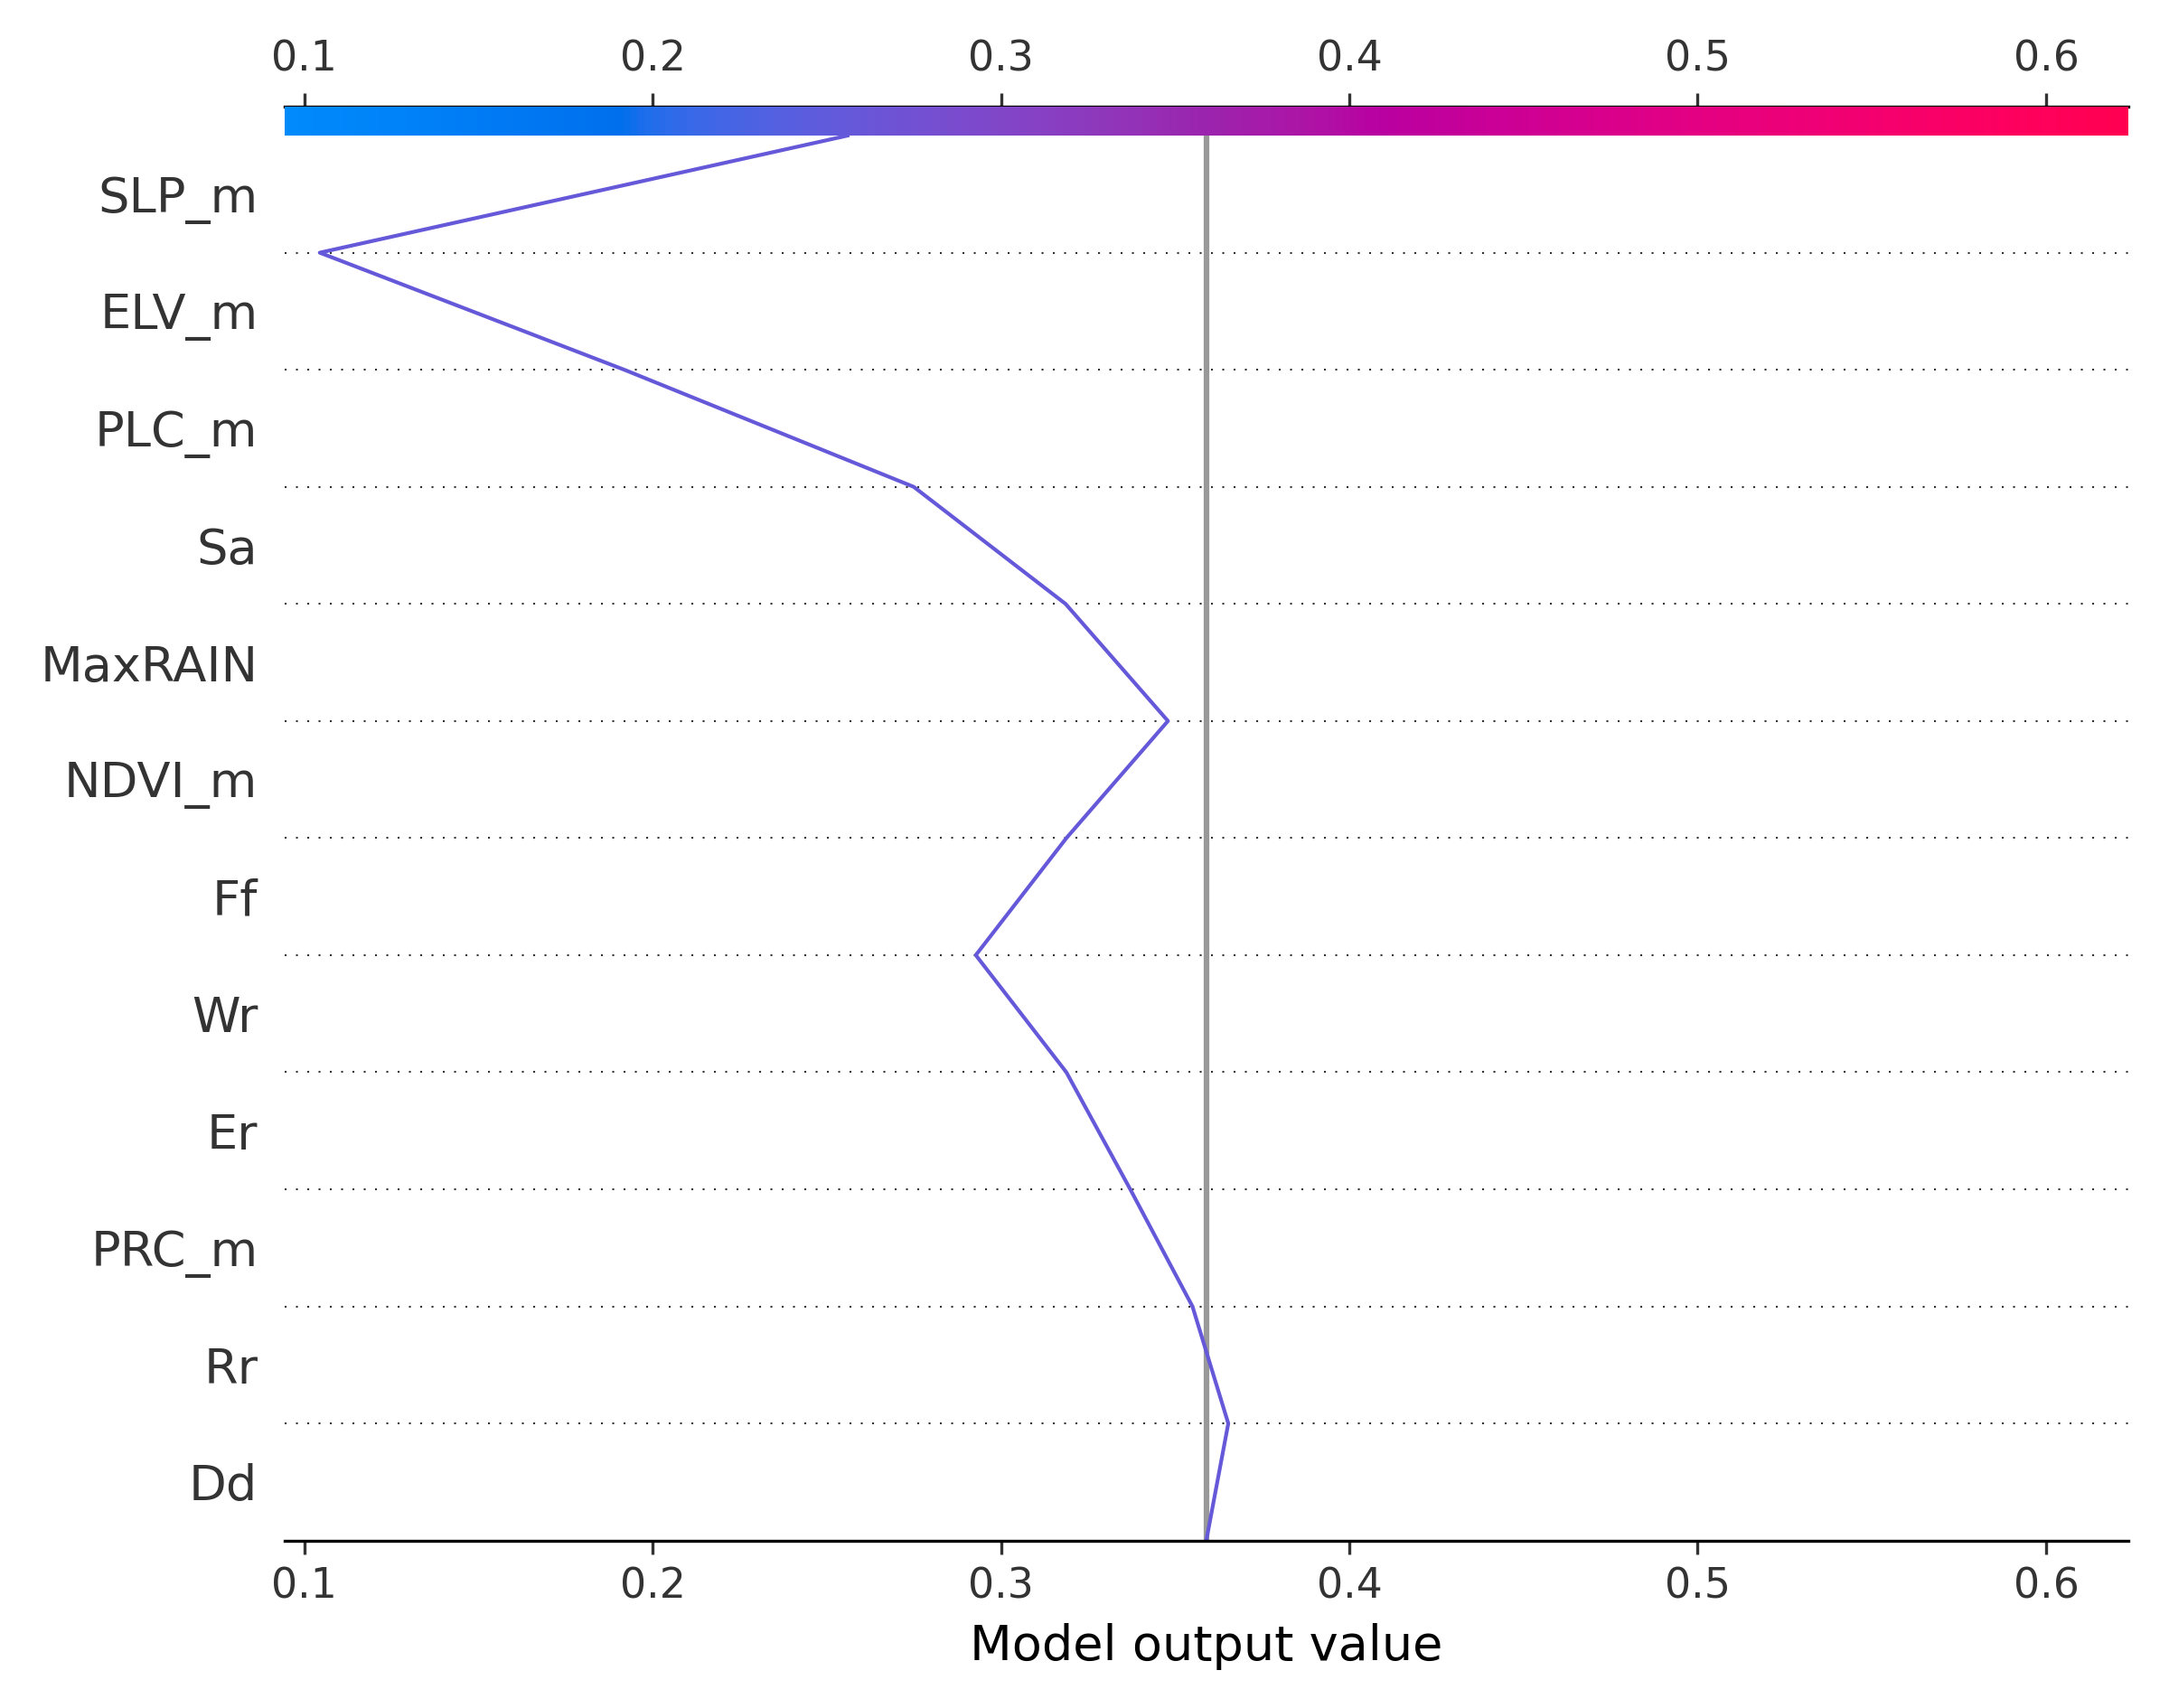 0.1 0.2 0.3 0.4 0.5 0.6
SLP_m
ELV_m
PLC_m
Sa
MaxRAIN
NDVI_m
Ff
Wr
Er
PRC_m
Rr
Dd
0.1 0.2 0.3 0.4 0.5 0.6
Model output value